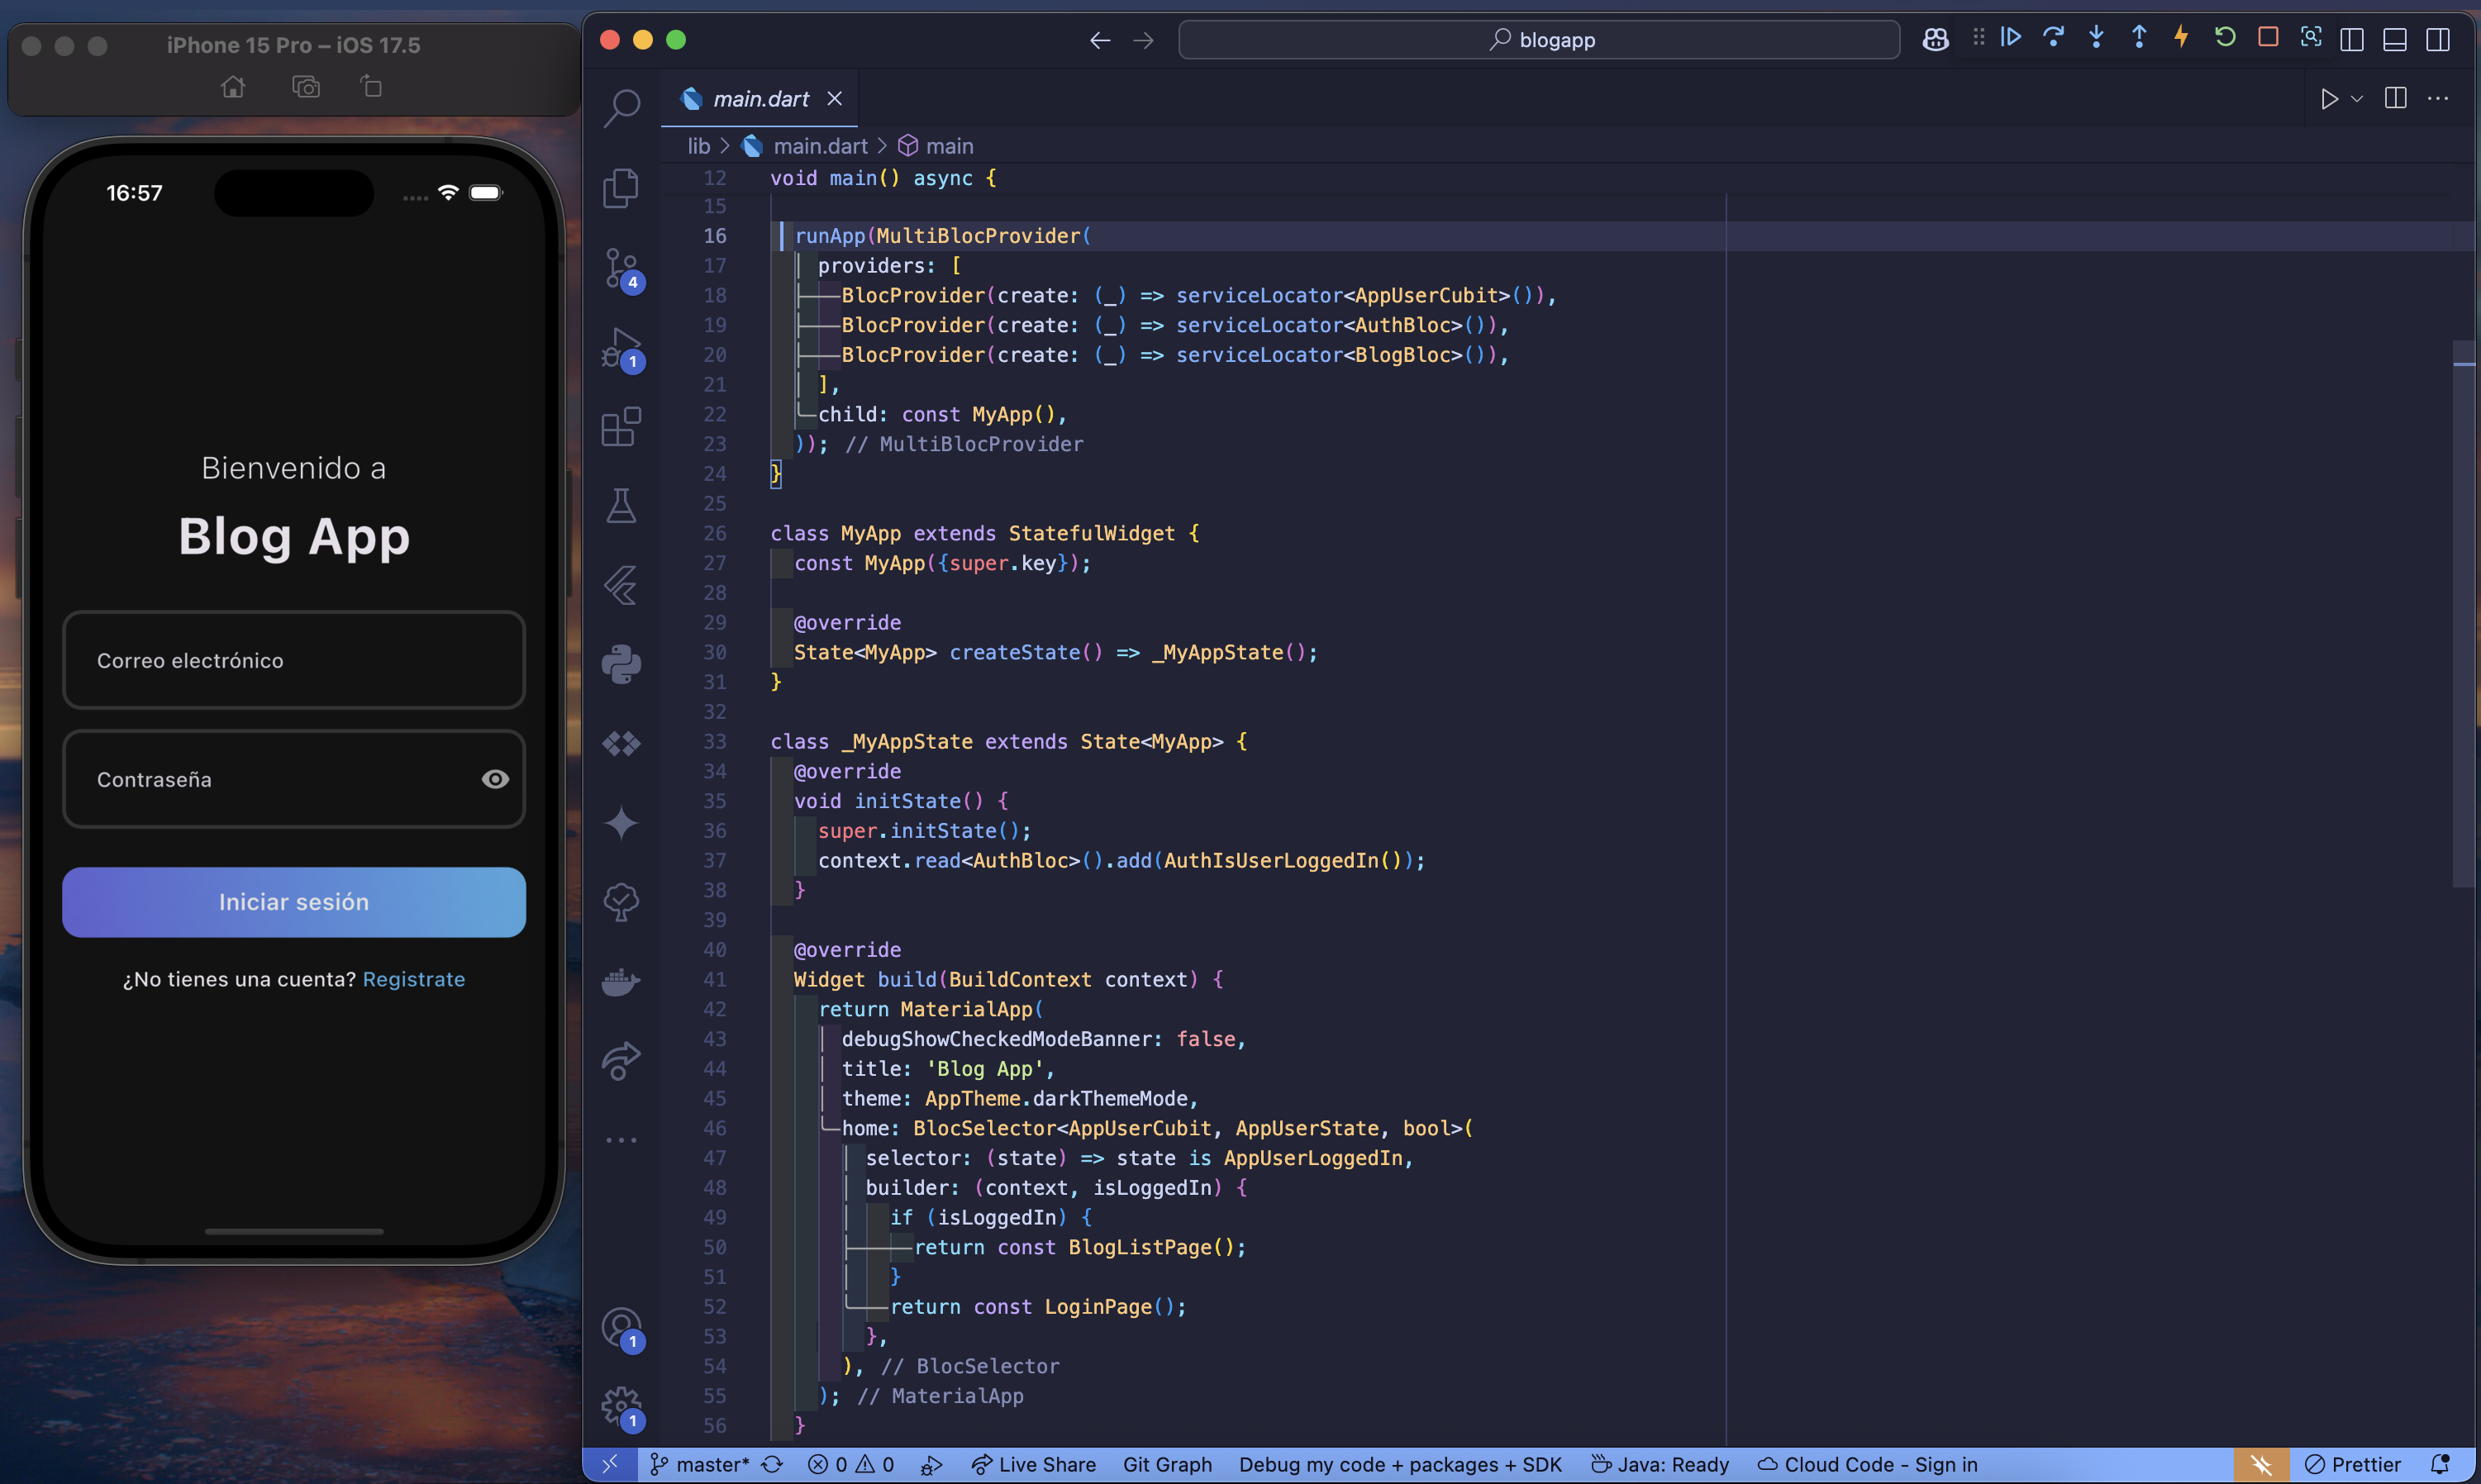 iPhone 15 Pro – iOS 17.5
16:57
Bienvenido a
Blog App
Correo electrónico
Contraseña
Iniciar sesión
¿No tienes una cuenta? Registrate
blogapp
main.dart
lib > main.dart > main
4
1
1
1
12 void main() async {
15
16 runApp(MultiBlocProvider(
17 providers: [
18 BlocProvider(create: (_) => serviceLocator<AppUserCubit>()),
19 BlocProvider(create: (_) => serviceLocator<AuthBloc>()),
20 BlocProvider(create: (_) => serviceLocator<BlogBloc>()),
21 ],
22 child: const MyApp(),
23 )); // MultiBlocProvider
24 }
25
26 class MyApp extends StatefulWidget {
27 const MyApp({super.key});
28
29 @override
30 State<MyApp> createState() => _MyAppState();
31 }
32
33 class _MyAppState extends State<MyApp> {
34 @override
35 void initState() {
36 super.initState();
37 context.read<AuthBloc>().add(AuthIsUserLoggedIn());
38 }
39
40 @override
41 Widget build(BuildContext context) {
42 return MaterialApp(
43 debugShowCheckedModeBanner: false,
44 title: 'Blog App',
45 theme: AppTheme.darkThemeMode,
46 home: BlocSelector<AppUserCubit, AppUserState, bool>(
47 selector: (state) => state is AppUserLoggedIn,
48 builder: (context, isLoggedIn) {
49 if (isLoggedIn) {
50 return const BlogListPage();
51 }
52 return const LoginPage();
53 },
54 ), // BlocSelector
55 ); // MaterialApp
56 }
master* 0 0 Live Share Git Graph Debug my code + packages + SDK Java: Ready Cloud Code - Sign in Prettier